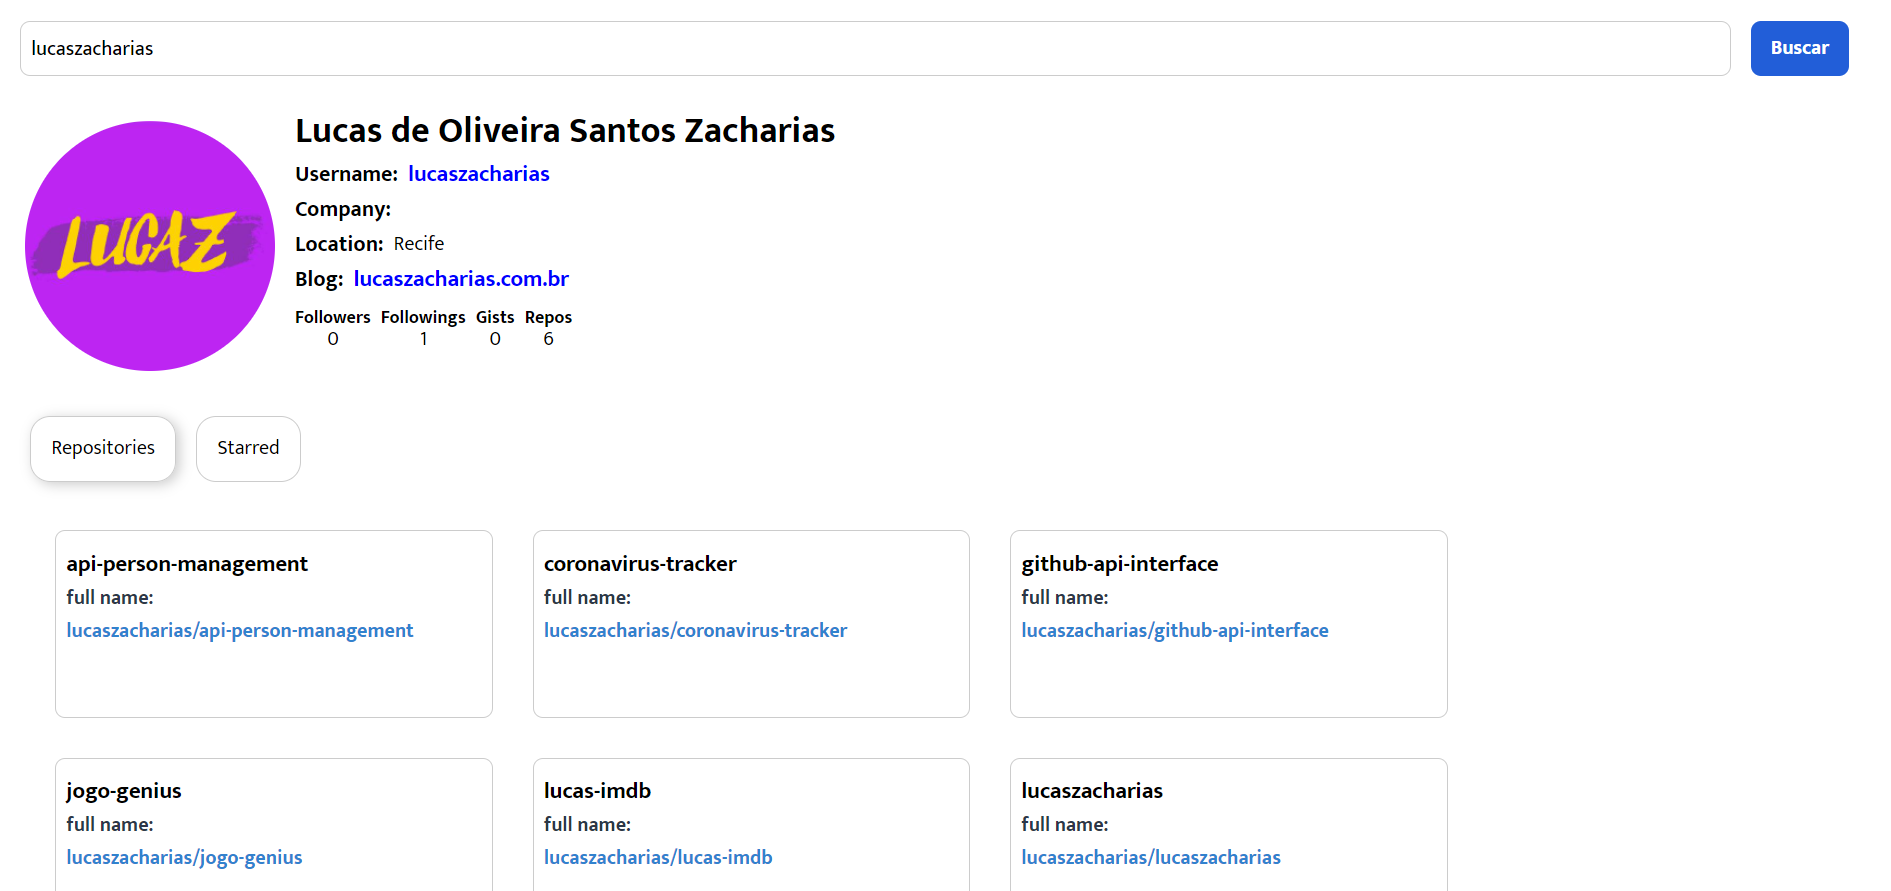 lucaszacharias
Buscar
LUCAZ
Lucas de Oliveira Santos Zacharias
Username: lucaszacharias
Company:
Location: Recife
Blog: lucaszacharias.com.br
Followers Followings Gists Repos
0 1 0 6
Repositories Starred
api-person-management
full name:
lucaszacharias/api-person-management
coronavirus-tracker
full name:
lucaszacharias/coronavirus-tracker
github-api-interface
full name:
lucaszacharias/github-api-interface
jogo-genius
full name:
lucaszacharias/jogo-genius
lucas-imdb
full name:
lucaszacharias/lucas-imdb
lucaszacharias
full name:
lucaszacharias/lucaszacharias